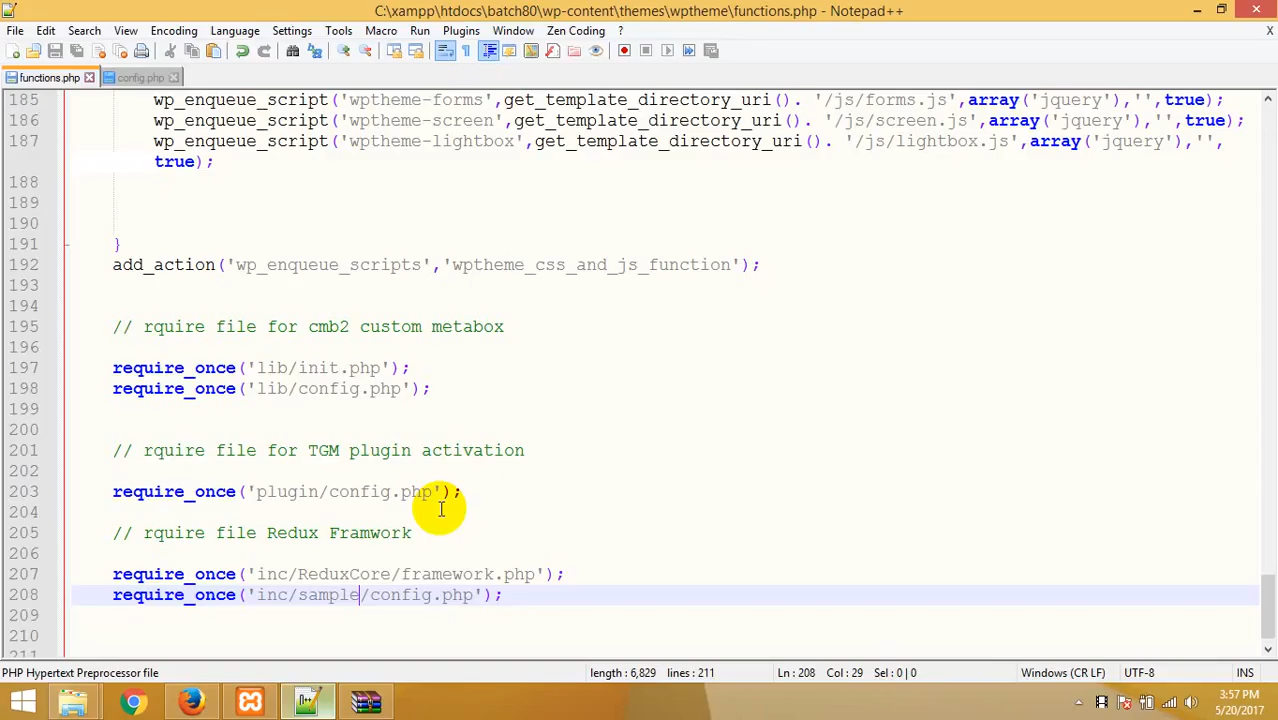 C:\xampp\htdocs\batch80\wp-content\themes\wptheme\functions.php - Notepad++
File Edit Search View Encoding Language Settings Tools Macro Run Plugins Window Zen Coding ? X
functions.php config.php
185 wp_enqueue_script('wptheme-forms',get_template_directory_uri(). '/js/forms.js',array('jquery'),'',true);
186 wp_enqueue_script('wptheme-screen',get_template_directory_uri(). '/js/screen.js',array('jquery'),'',true);
187 wp_enqueue_script('wptheme-lightbox',get_template_directory_uri(). '/js/lightbox.js',array('jquery'),'',
true);
188
189
190
191 }
192 add_action('wp_enqueue_scripts','wptheme_css_and_js_function');
193
194
195 // rquire file for cmb2 custom metabox
196
197 require_once('lib/init.php');
198 require_once('lib/config.php');
199
200
201 // rquire file for TGM plugin activation
202
203 require_once('plugin/config.php');
204
205 // rquire file Redux Framwork
206
207 require_once('inc/ReduxCore/framework.php');
208 require_once('inc/sample/config.php');
209
210
211
PHP Hypertext Preprocessor file length : 6,829 lines : 211 Ln : 208 Col : 29 Sel : 0 | 0 Windows (CR LF) UTF-8 INS
3:57 PM
5/20/2017